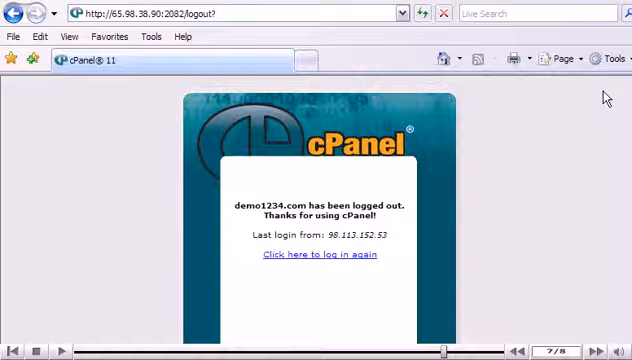 http://65.98.38.90:2082/logout?
Live Search
File Edit View Favorites Tools Help
cPanel® 11
Page Tools
cPanel®
demo1234.com has been logged out.
Thanks for using cPanel!
Last login from: 98.113.152.53
Click here to log in again
7/8